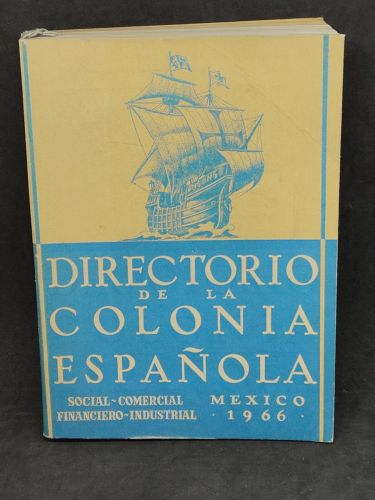 DIRECTORIO
DE LA
COLONIA
ESPAÑOLA
SOCIAL~COMERCIAL
FINANCIERO~INDUSTRIAL
MEXICO
· 1966 ·